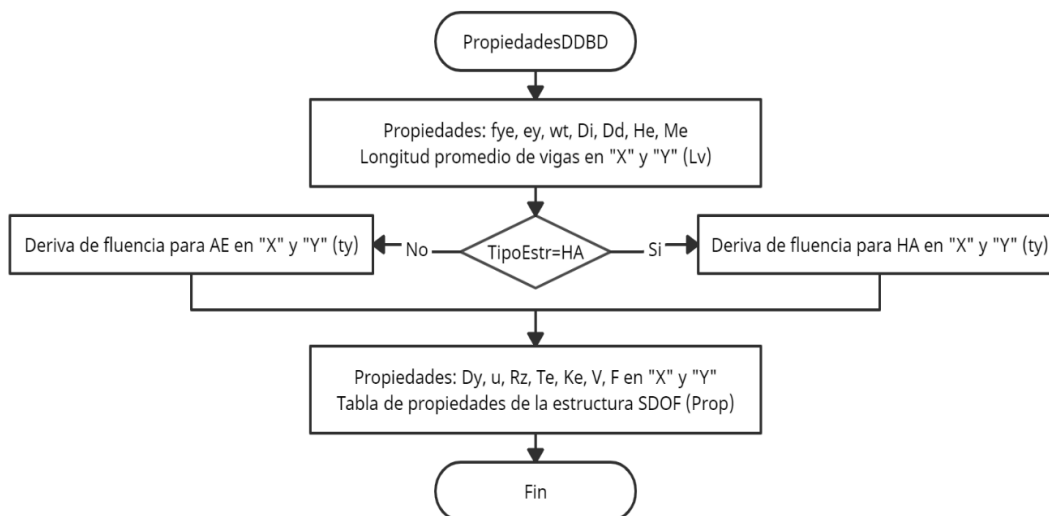 PropiedadesDDBD
Propiedades: fye, ey, wt, Di, Dd, He, Me
Longitud promedio de vigas en "X" y "Y" (Lv)
Deriva de fluencia para AE en "X" y "Y" (ty)
No
TipoEstr=HA
Si
Deriva de fluencia para HA en "X" y "Y" (ty)
Propiedades: Dy, u, Rz, Te, Ke, V, F en "X" y "Y"
Tabla de propiedades de la estructura SDOF (Prop)
Fin